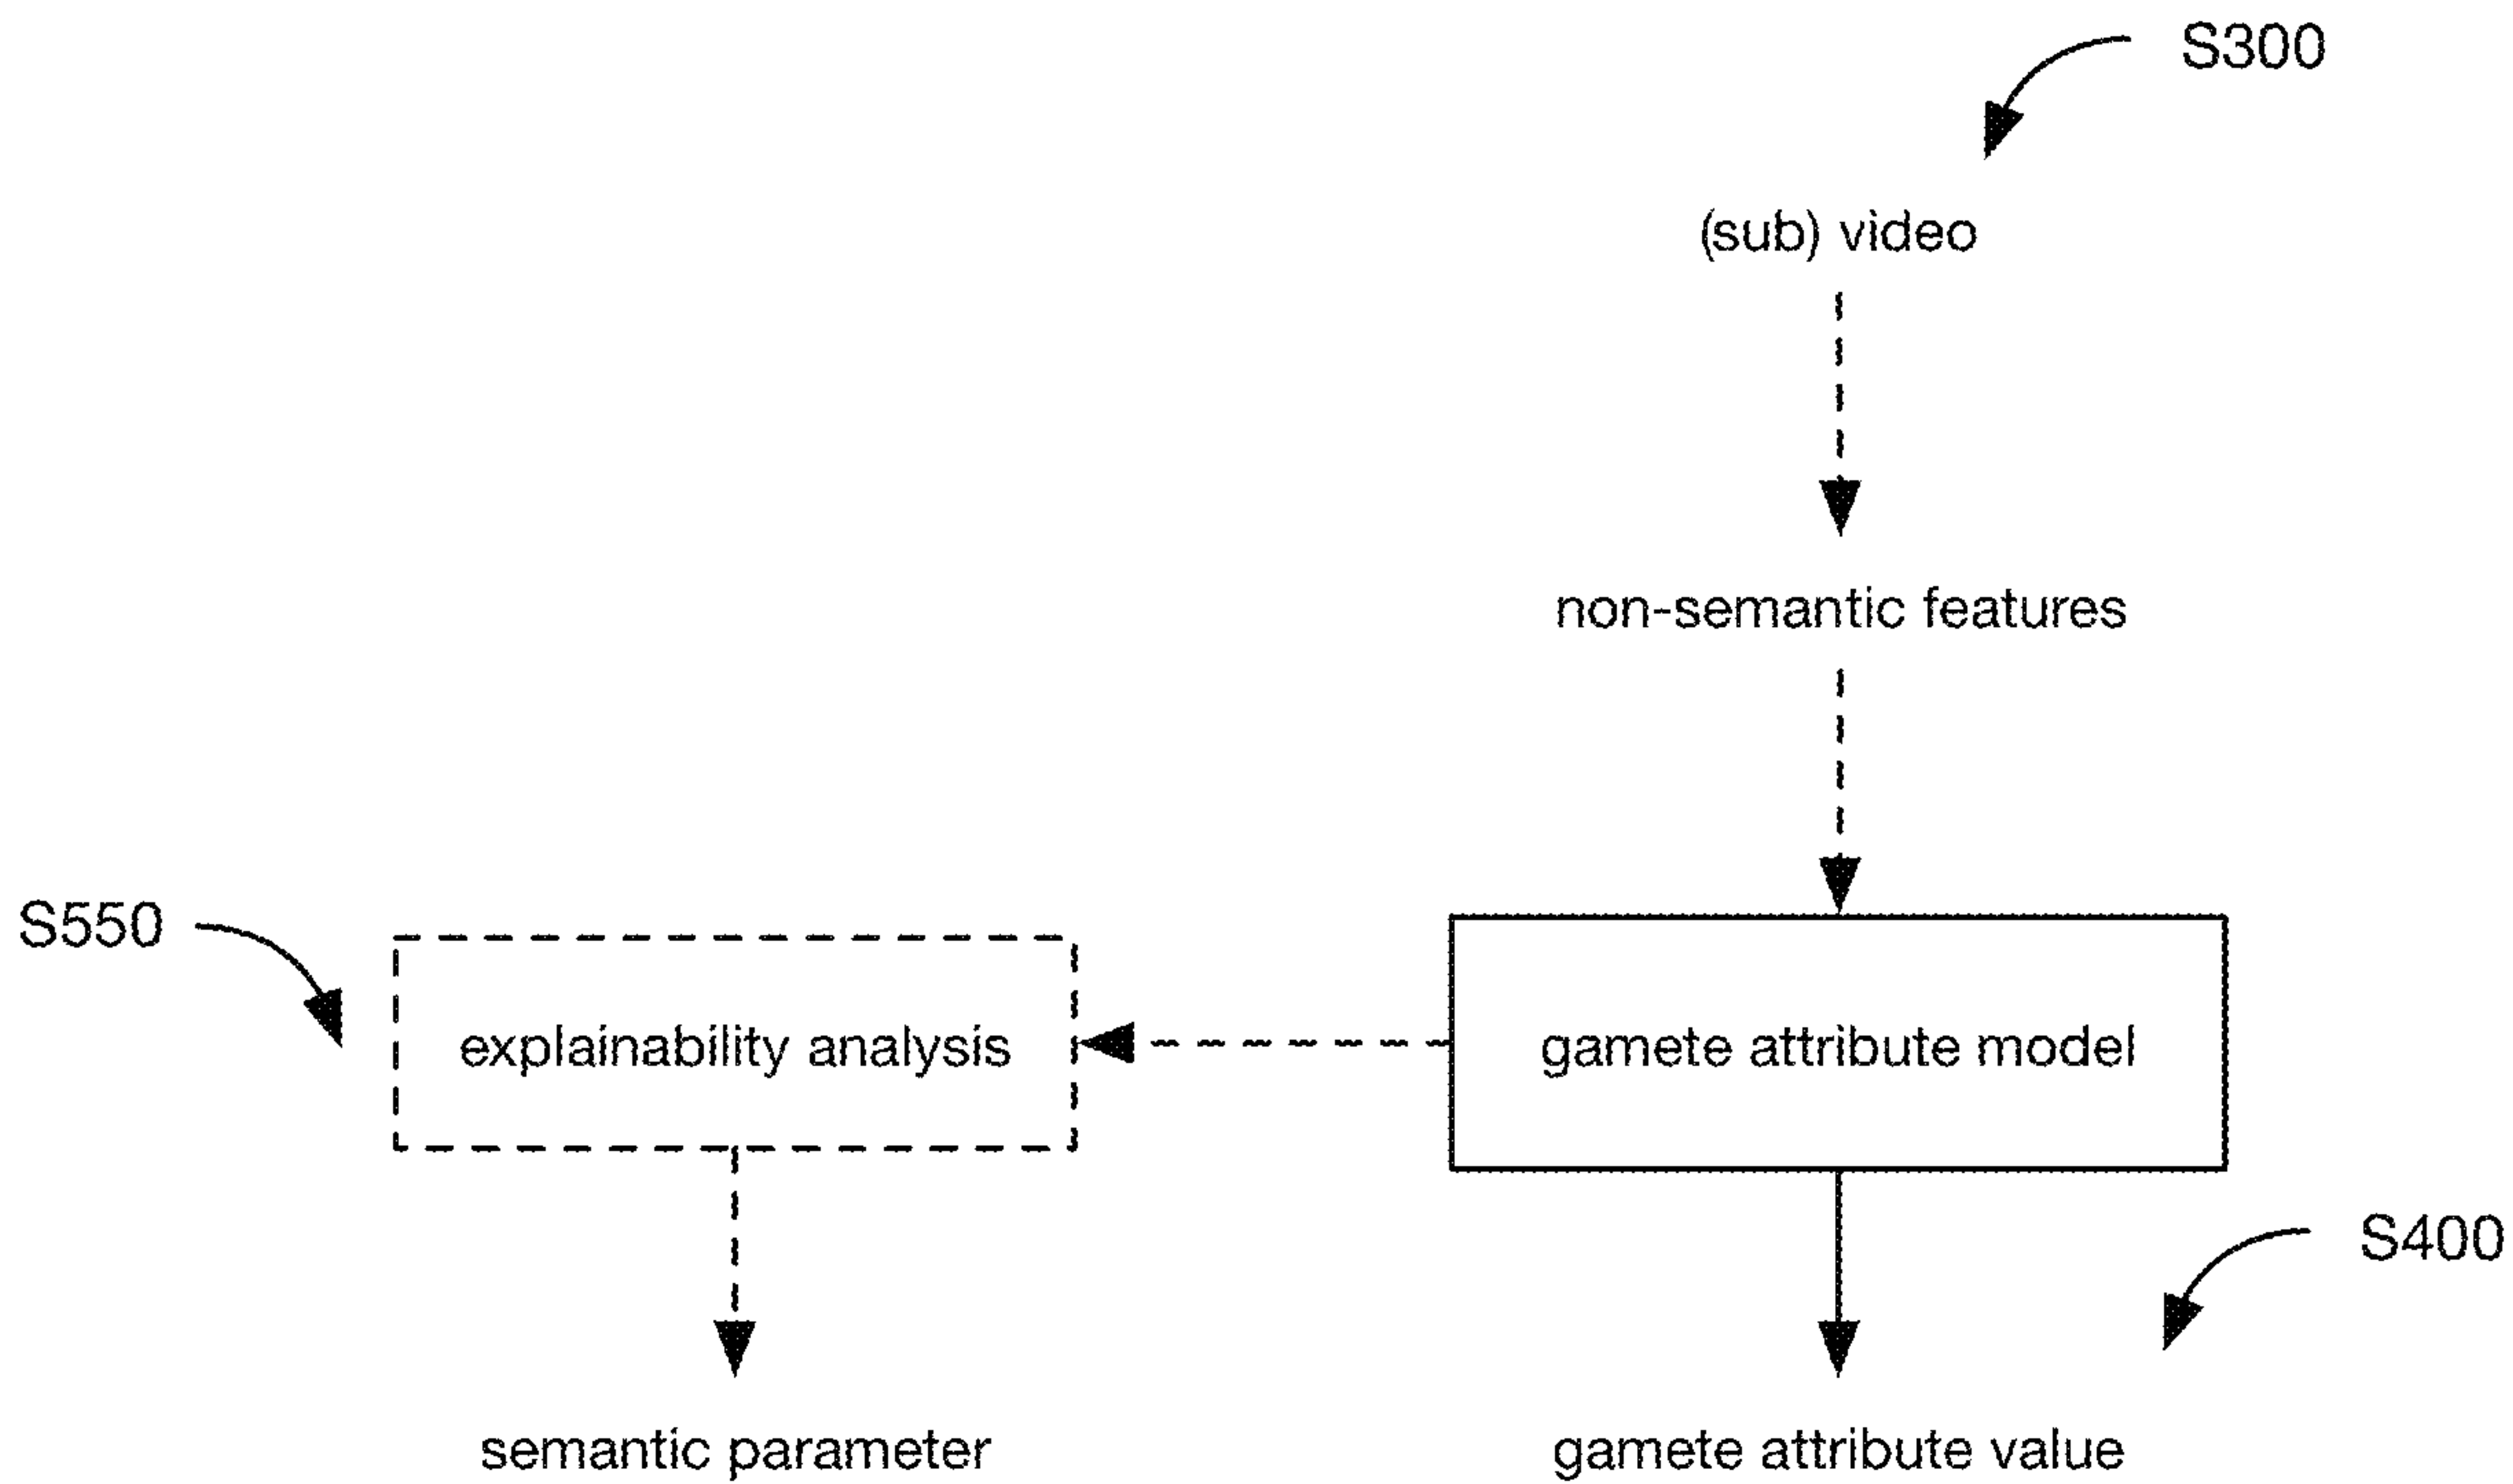 S300
(sub) video
non-semantic features
S550
explainability analysis
gamete attribute model
S400
semantic parameter
gamete attribute value